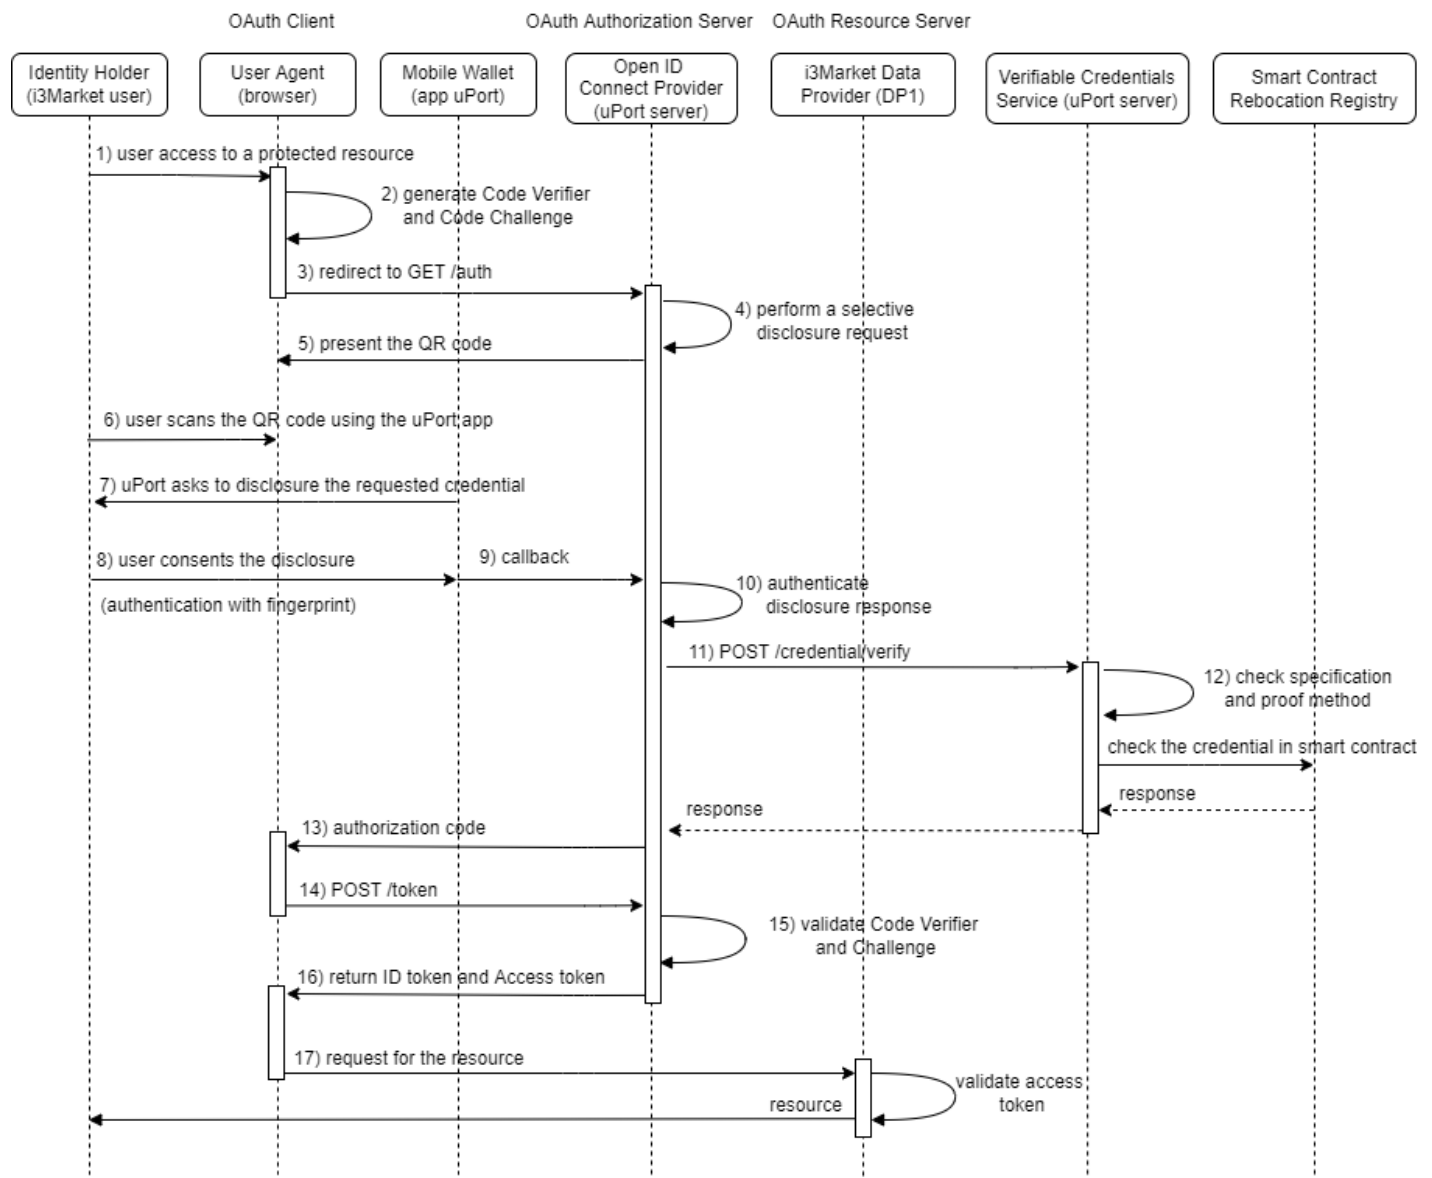 OAuth Client
OAuth Authorization Server
OAuth Resource Server
Identity Holder
(i3Market user)
User Agent
(browser)
Mobile Wallet
(app uPort)
Open ID
Connect Provider
(uPort server)
i3Market Data
Provider (DP1)
Verifiable Credentials
Service (uPort server)
Smart Contract
Rebocation Registry
1) user access to a protected resource
2) generate Code Verifier
and Code Challenge
3) redirect to GET /auth
4) perform a selective
disclosure request
5) present the QR code
6) user scans the QR code using the uPort app
7) uPort asks to disclosure the requested credential
8) user consents the disclosure
(authentication with fingerprint)
9) callback
10) authenticate
disclosure response
11) POST /credential/verify
12) check specification
and proof method
check the credential in smart contract
response
response
13) authorization code
14) POST /token
15) validate Code Verifier
and Challenge
16) return ID token and Access token
17) request for the resource
validate access
token
resource